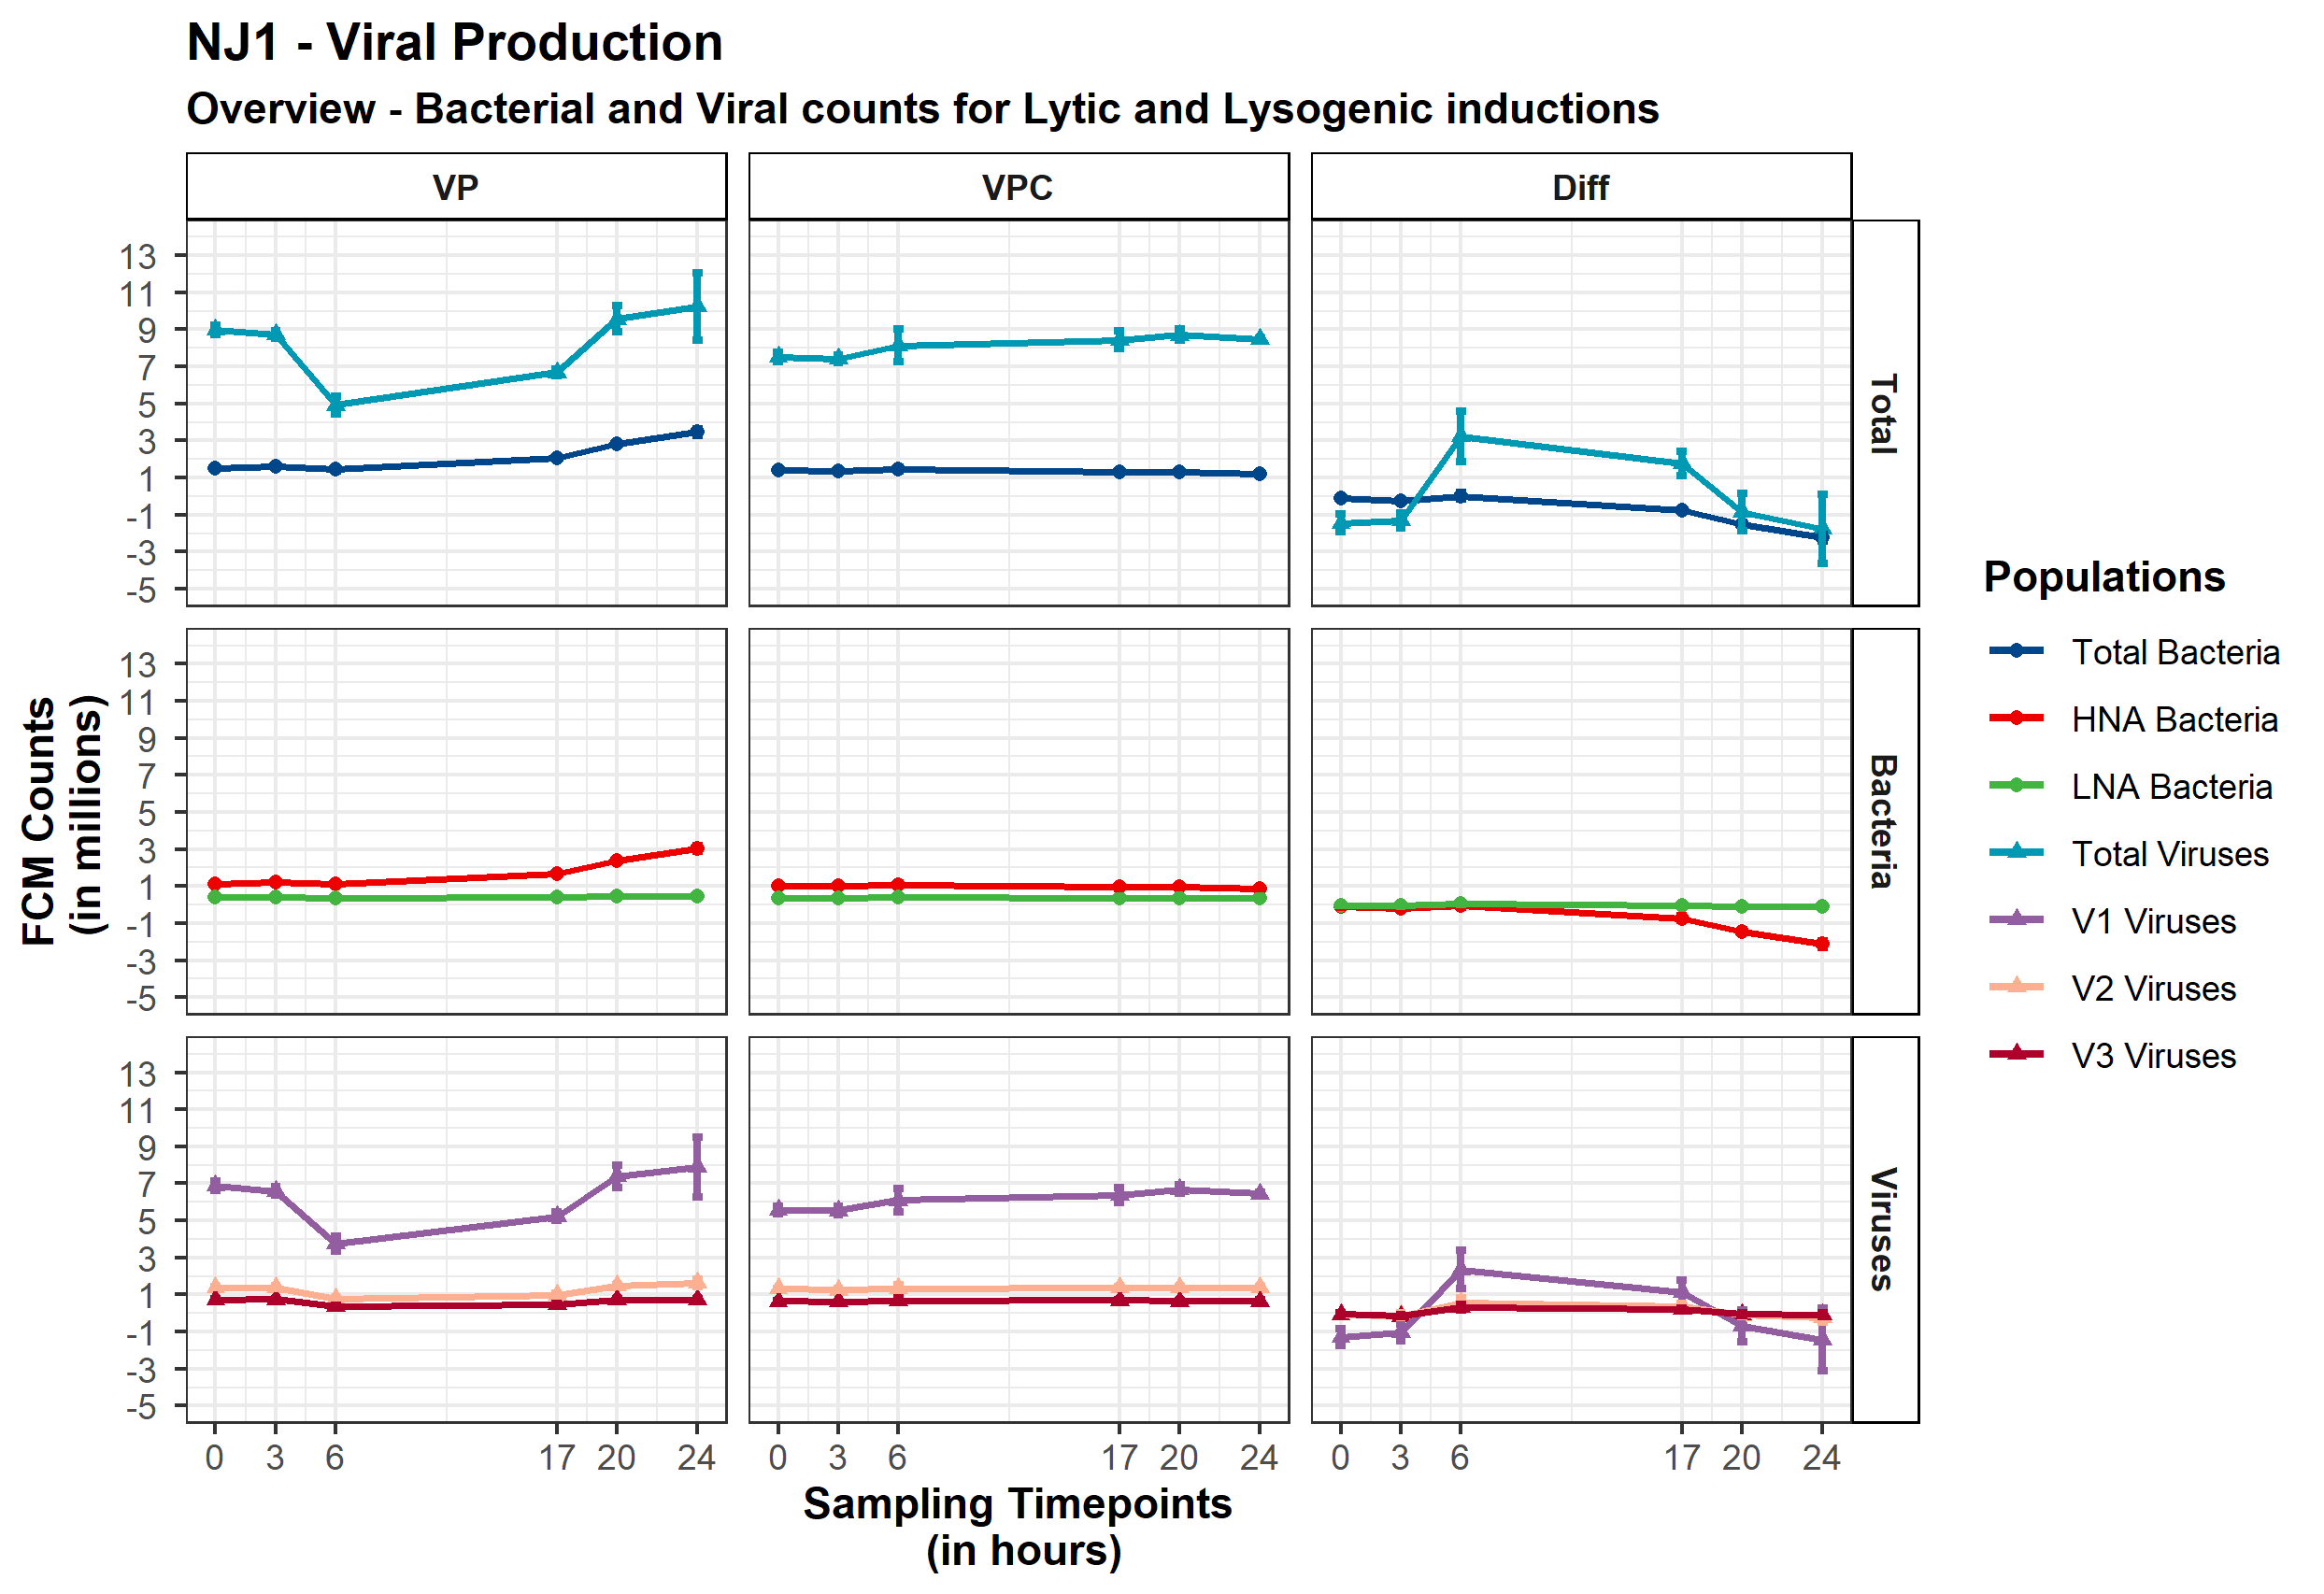 NJ1 - Viral Production
Overview - Bacterial and Viral counts for Lytic and Lysogenic inductions
VP
VPC
Diff
13
11
9
7
5
3
1
-1
-3
-5
Total
13
11
9
7
5
3
1
-1
-3
-5
Bacteria
13
11
9
7
5
3
1
-1
-3
-5
Viruses
FCM Counts
(in millions)
0 3 6 17 20 24
0 3 6 17 20 24
0 3 6 17 20 24
Sampling Timepoints
(in hours)
Populations
Total Bacteria
HNA Bacteria
LNA Bacteria
Total Viruses
V1 Viruses
V2 Viruses
V3 Viruses